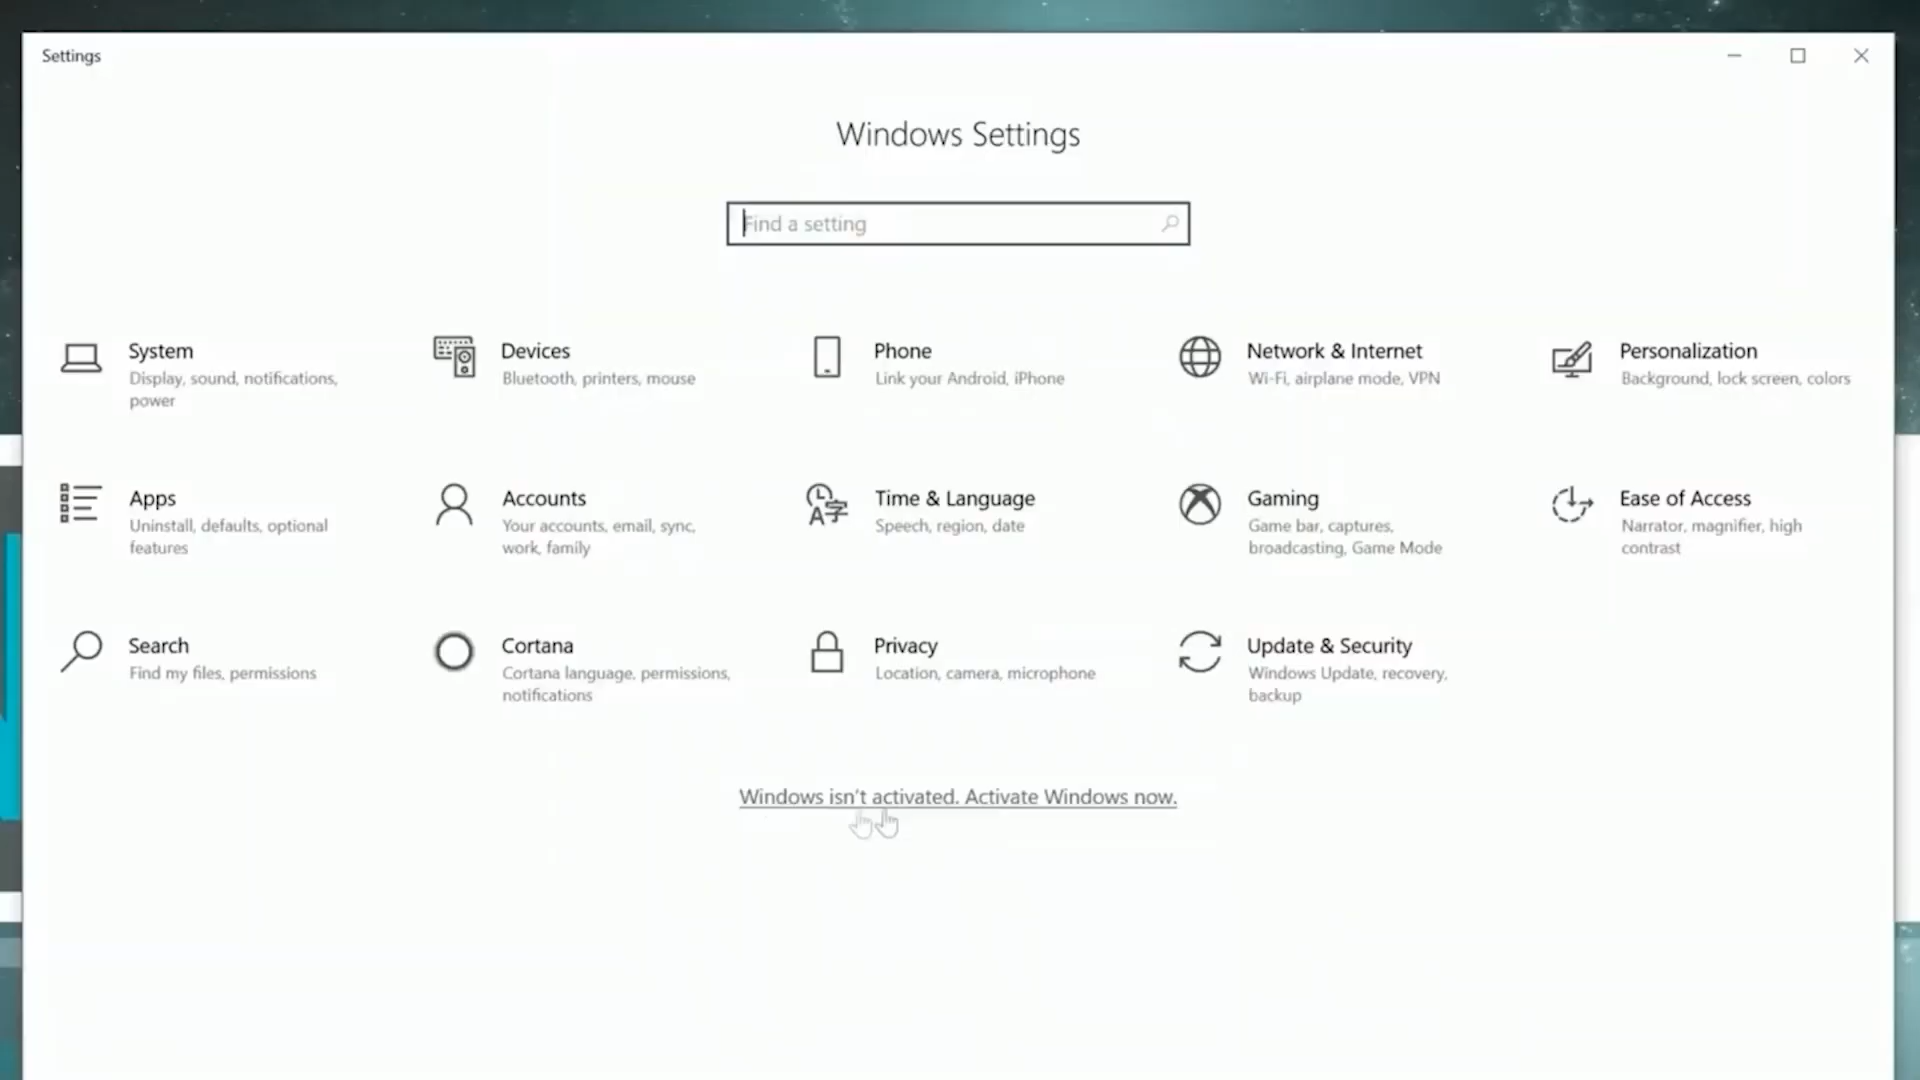 Settings
Windows Settings
Find a setting
System
Display, sound, notifications,
power
Devices
Bluetooth, printers, mouse
Phone
Link your Android, iPhone
Network & Internet
Wi-Fi, airplane mode, VPN
Personalization
Background, lock screen, colors
Apps
Uninstall, defaults, optional
features
Accounts
Your accounts, email, sync,
work, family
Time & Language
Speech, region, date
Gaming
Game bar, captures,
broadcasting, Game Mode
Ease of Access
Narrator, magnifier, high
contrast
Search
Find my files, permissions
Cortana
Cortana language, permissions,
notifications
Privacy
Location, camera, microphone
Update & Security
Windows Update, recovery,
backup
Windows isn't activated. Activate Windows now.